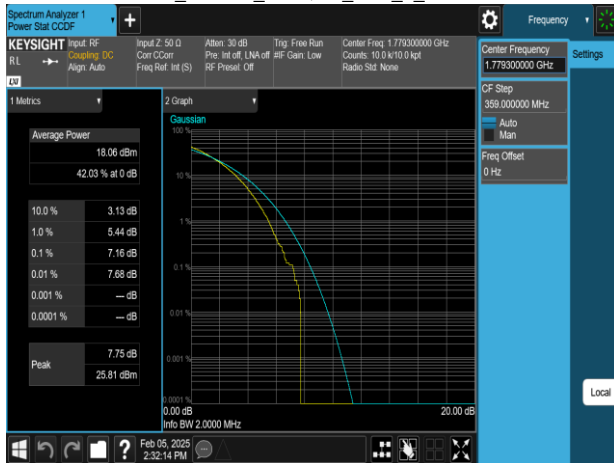 Spectrum Analyzer 1
Power Stat CCDF
Frequency
KEYSIGHT
RL
LXI
Input: RF
Coupling: DC
Align: Auto
Input Z: 50 Ω
Corr CCorr
Freq Ref: Int (S)
Atten: 30 dB
Pre: Int off, LNA off
RF Preset: Off
Trig: Free Run
#IF Gain: Low
Center Freq: 1.779300000 GHz
Counts: 10.0 k/10.0 kpt
Radio Std: None
Center Frequency
1.779300000 GHz
Settings
CF Step
359.000000 MHz
Auto
Man
Freq Offset
0 Hz
1 Metrics
Average Power
18.06 dBm
42.03 % at 0 dB
10.0 % 3.13 dB
1.0 % 5.44 dB
0.1 % 7.16 dB
0.01 % 7.68 dB
0.001 % --- dB
0.0001 % --- dB
Peak
7.75 dB
25.81 dBm
2 Graph
Gaussian
100 %
10 %
1 %
0.1 %
0.01 %
0.001 %
0.0001 %
0.00 dB 20.00 dB
Info BW 2.0000 MHz
Local
?
Feb 05, 2025
2:32:14 PM